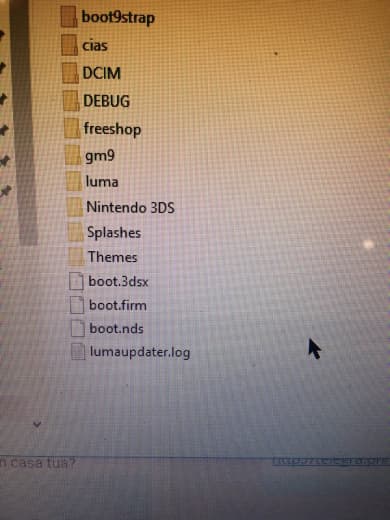 boot9strap
cias
DCIM
DEBUG
freeshop
gm9
luma
Nintendo 3DS
Splashes
Themes
boot.3dsx
boot.firm
boot.nds
lumaupdater.log
casa tua?